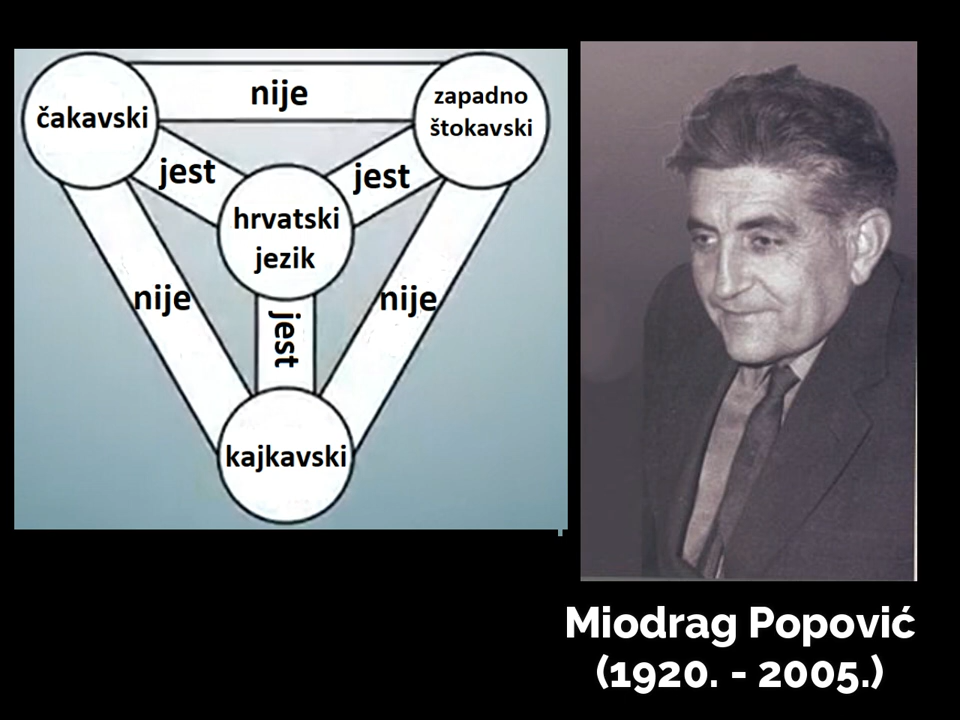 čakavski
nije
zapadno
štokavski
jest
jest
hrvatski
jezik
nije
nije
jest
kajkavski
Miodrag Popović
(1920. - 2005.)